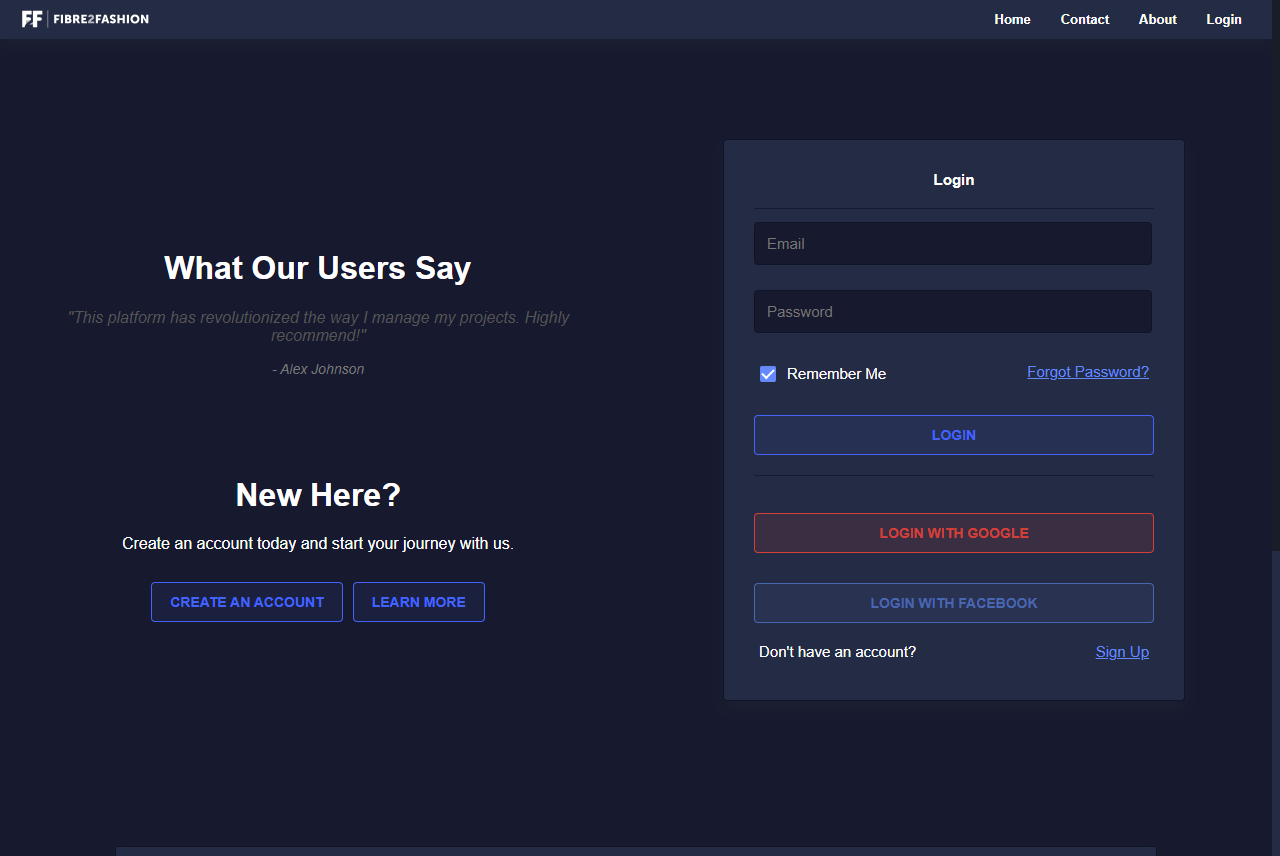 FF FIBRE2FASHION
Home Contact About Login
What Our Users Say
"This platform has revolutionized the way I manage my projects. Highly
recommend!"
- Alex Johnson
New Here?
Create an account today and start your journey with us.
CREATE AN ACCOUNT LEARN MORE
Login
Email
Password
Remember Me Forgot Password?
LOGIN
LOGIN WITH GOOGLE
LOGIN WITH FACEBOOK
Don't have an account? Sign Up